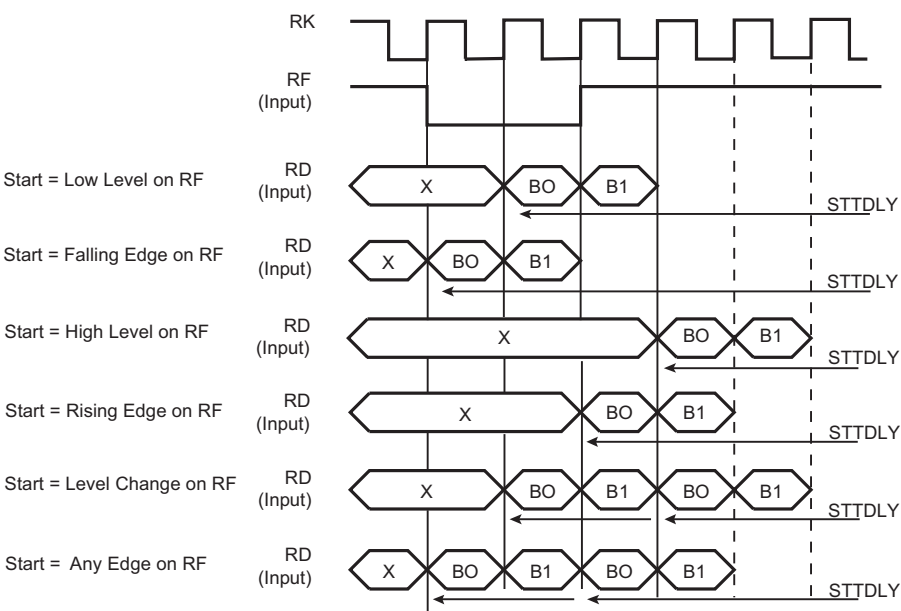 RK
RF
(Input)
Start = Low Level on RF
RD
(Input)
X
BO
B1
STTDLY
Start = Falling Edge on RF
RD
(Input)
X
BO
B1
STTDLY
Start = High Level on RF
RD
(Input)
X
BO
B1
STTDLY
Start = Rising Edge on RF
RD
(Input)
X
BO
B1
STTDLY
Start = Level Change on RF
RD
(Input)
X
BO
B1
BO
B1
STTDLY
Start = Any Edge on RF
RD
(Input)
X
BO
B1
BO
B1
STTDLY